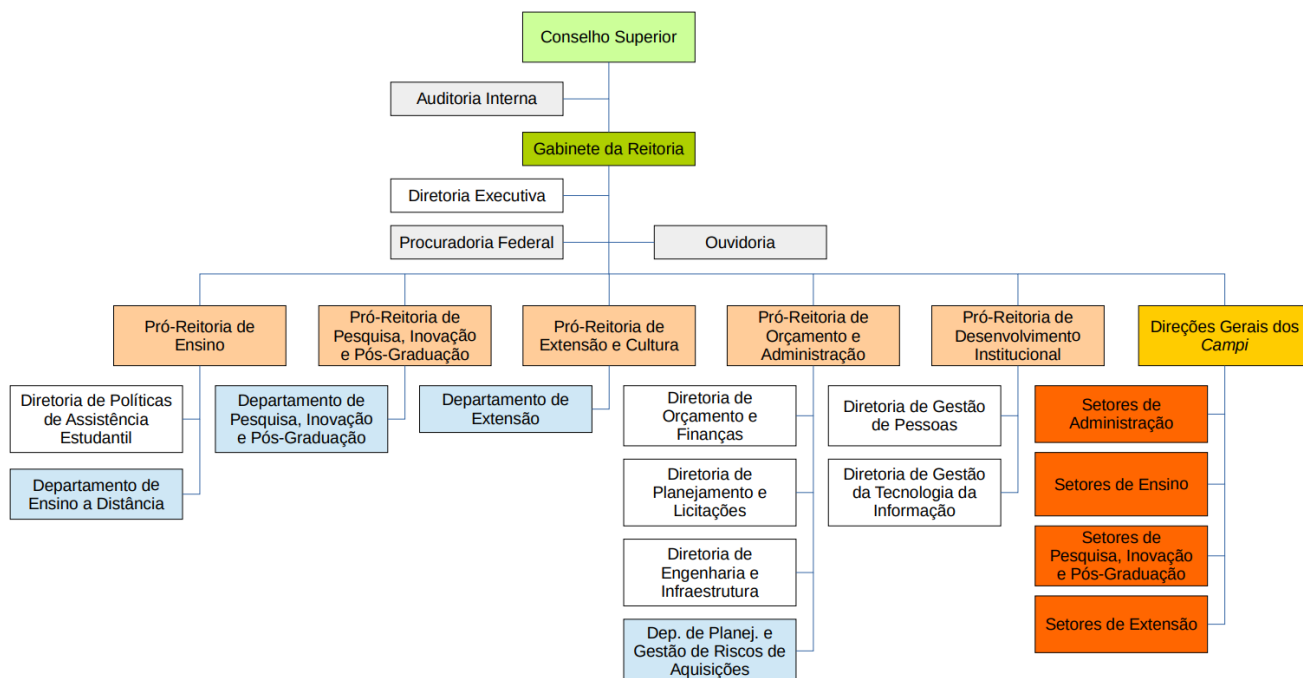 Conselho Superior
Auditoria Interna
Gabinete da Reitoria
Diretoria Executiva
Procuradoria Federal
Ouvidoria
Pró-Reitoria de
Ensino
Pró-Reitoria de
Pesquisa, Inovação
e Pós-Graduação
Pró-Reitoria de
Extensão e Cultura
Pró-Reitoria de
Orçamento e
Administração
Pró-Reitoria de
Desenvolvimento
Institucional
Direções Gerais dos
Campi
Diretoria de Políticas
de Assistência
Estudantil
Departamento de
Ensino a Distância
Departamento de
Pesquisa, Inovação
e Pós-Graduação
Departamento de
Extensão
Diretoria de
Orçamento e
Finanças
Diretoria de
Planejamento e
Licitações
Diretoria de
Engenharia e
Infraestrutura
Dep. de Planej. e
Gestão de Riscos de
Aquisições
Diretoria de Gestão
de Pessoas
Diretoria de Gestão
da Tecnologia da
Informação
Setores de
Administração
Setores de Ensino
Setores de
Pesquisa, Inovação
e Pós-Graduação
Setores de Extensão